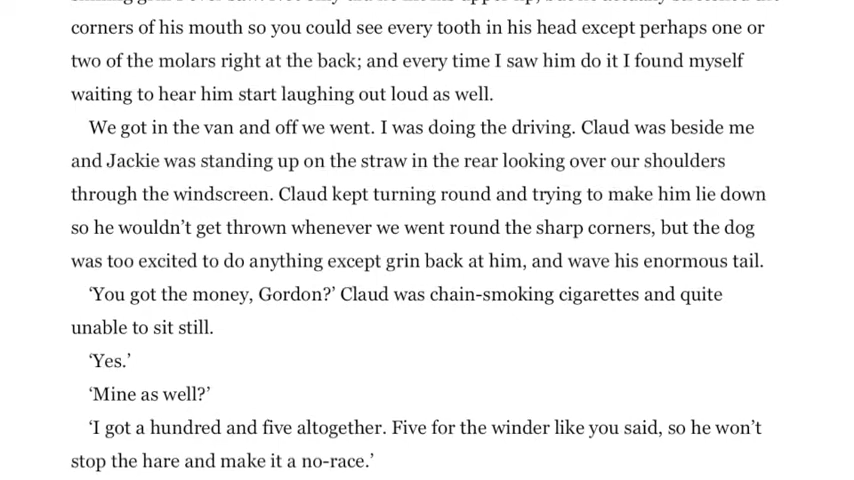 corners of his mouth so you could see every tooth in his head except perhaps one or
two of the molars right at the back; and every time I saw him do it I found myself
waiting to hear him start laughing out loud as well.
We got in the van and off we went. I was doing the driving. Claud was beside me
and Jackie was standing up on the straw in the rear looking over our shoulders
through the windscreen. Claud kept turning round and trying to make him lie down
so he wouldn’t get thrown whenever we went round the sharp corners, but the dog
was too excited to do anything except grin back at him, and wave his enormous tail.
‘You got the money, Gordon?’ Claud was chain-smoking cigarettes and quite
unable to sit still.
‘Yes.’
‘Mine as well?’
‘I got a hundred and five altogether. Five for the winder like you said, so he won’t
stop the hare and make it a no-race.’